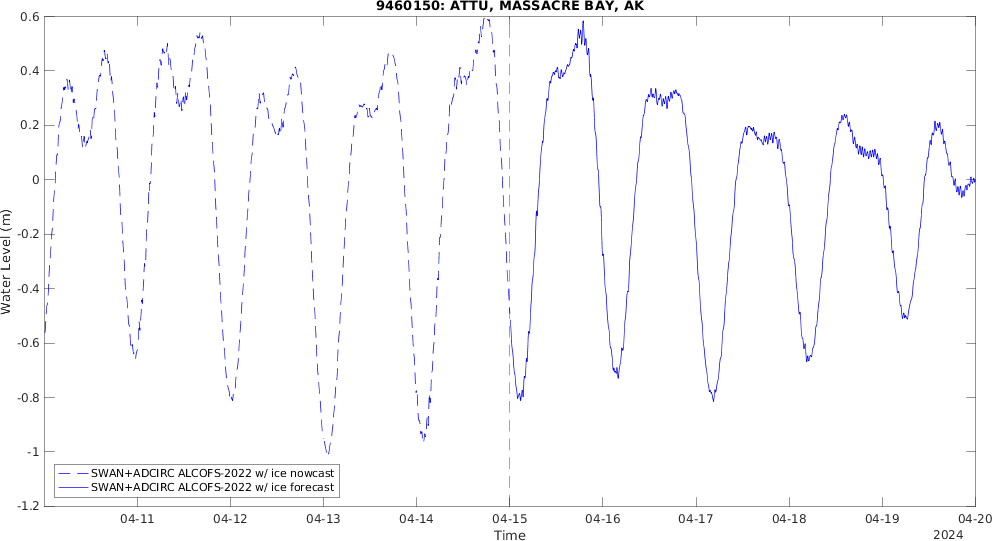 9460150: ATTU, MASSACRE BAY, AK
Water Level (m)
0.6
0.4
0.2
0
-0.2
-0.4
-0.6
-0.8
-1
-1.2
SWAN+ADCIRC ALCOFS-2022 w/ ice nowcast
SWAN+ADCIRC ALCOFS-2022 w/ ice forecast
04-11 04-12 04-13 04-14 04-15 04-16 04-17 04-18 04-19 04-20
Time
2024